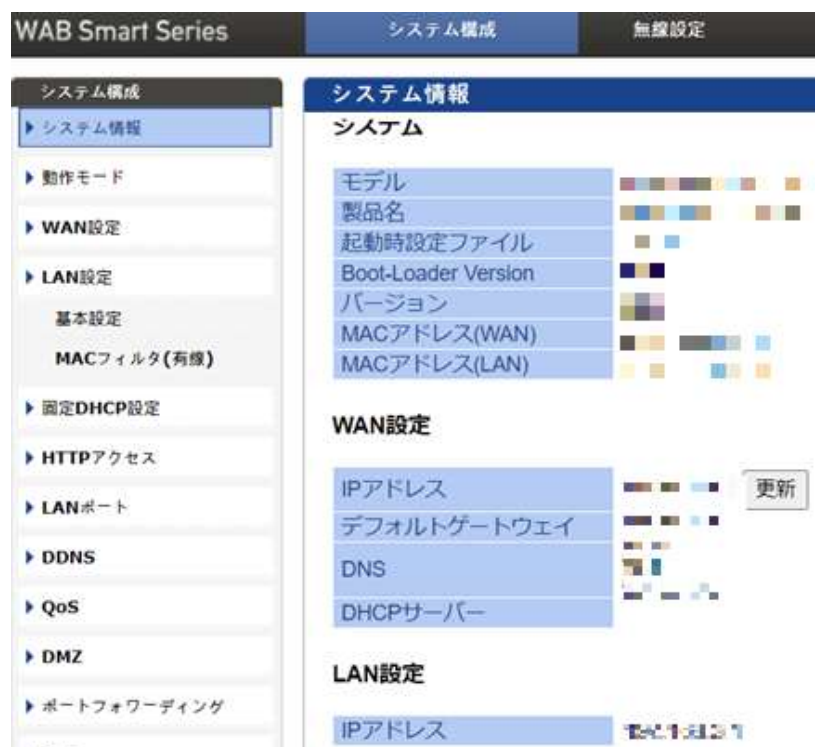 WAB Smart Series
システム構成
無線設定
システム構成
システム情報
動作モード
WAN設定
LAN設定
基本設定
MACフィルタ(有線)
固定DHCP設定
HTTPアクセス
LANポート
DDNS
QoS
DMZ
ポートフォワーディング
システム情報
システム
モデル
製品名
起動時設定ファイル
Boot-Loader Version
バージョン
MACアドレス(WAN)
MACアドレス(LAN)
WAN設定
IPアドレス
更新
デフォルトゲートウェイ
DNS
DHCPサーバー
LAN設定
IPアドレス